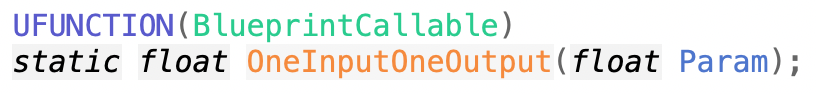 UFUNCTION(BlueprintCallable)
static float OneInputOneOutput(float Param);